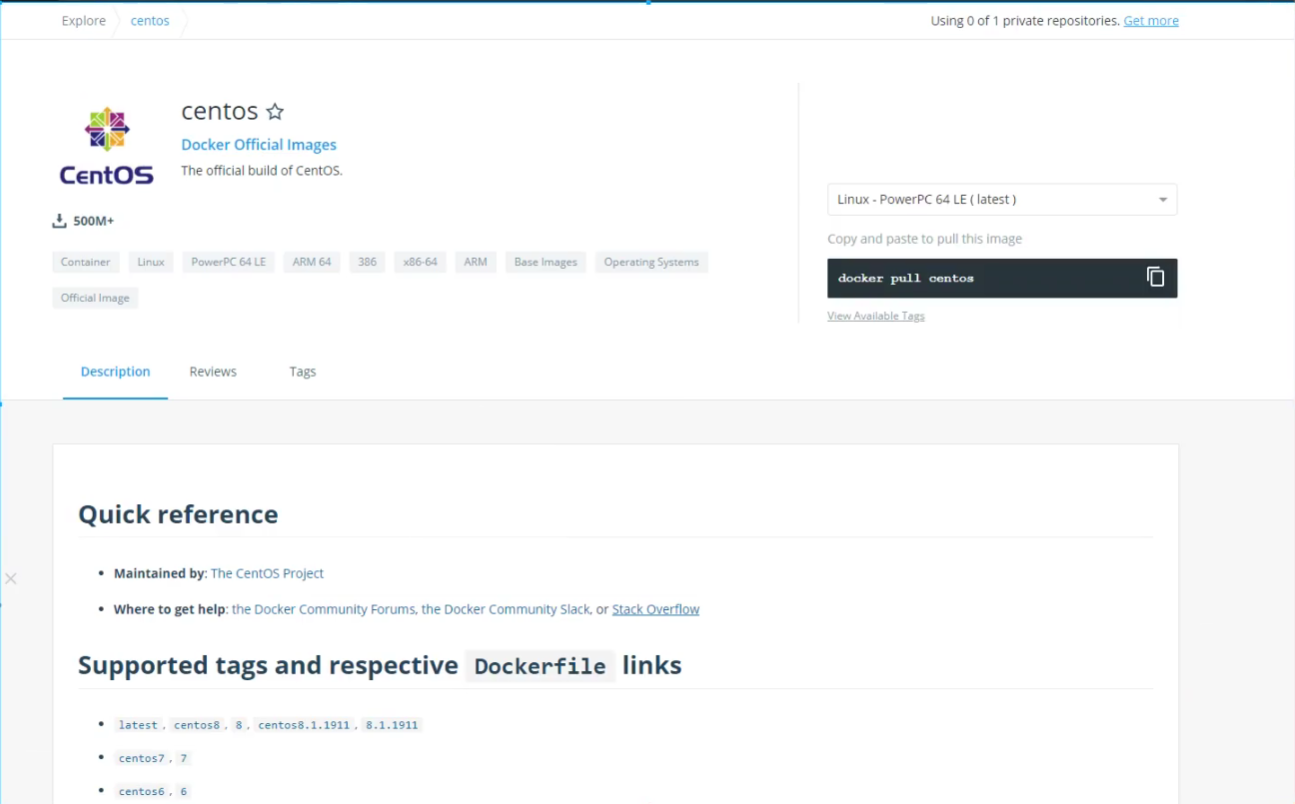 Explore centos Using 0 of 1 private repositories. Get more
centos
Docker Official Images
The official build of CentOS.
CentOS
500M+
Container Linux PowerPC 64 LE ARM 64 386 x86-64 ARM Base Images Operating Systems
Official Image
Linux - PowerPC 64 LE ( latest )
Copy and paste to pull this image
docker pull centos
View Available Tags
Description Reviews Tags
Quick reference
• Maintained by: The CentOS Project
• Where to get help: the Docker Community Forums, the Docker Community Slack, or Stack Overflow
Supported tags and respective Dockerfile links
• latest, centos8, 8, centos8.1.1911, 8.1.1911
• centos7, 7
• centos6, 6